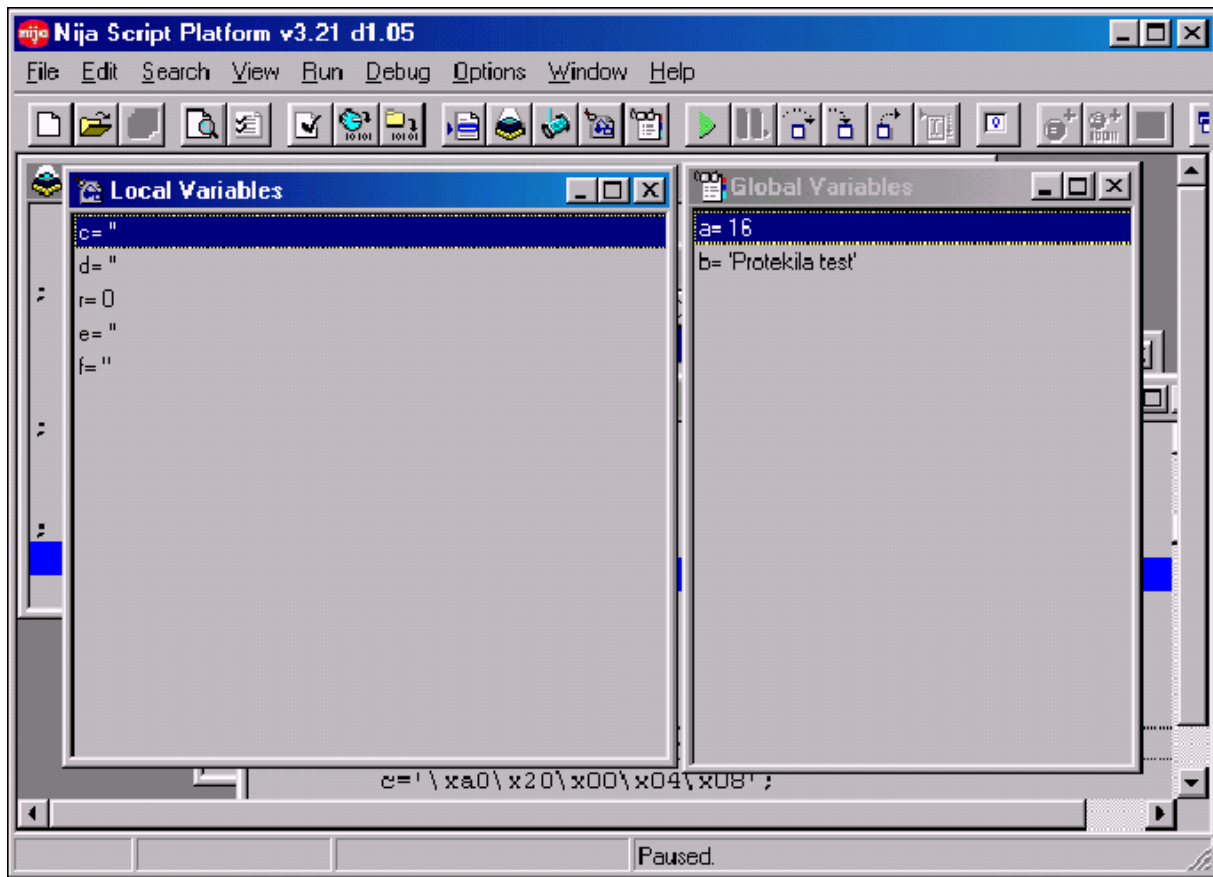 nija Nija Script Platform v3.21 d1.05
File Edit Search View Run Debug Options Window Help
Local Variables
c= ''
d= ''
r= 0
e= ''
f= ''
Global Variables
a= 16
b= 'Protekila test'
;
;
;
c='\xa0\x20\x00\x04\x08';
Paused.